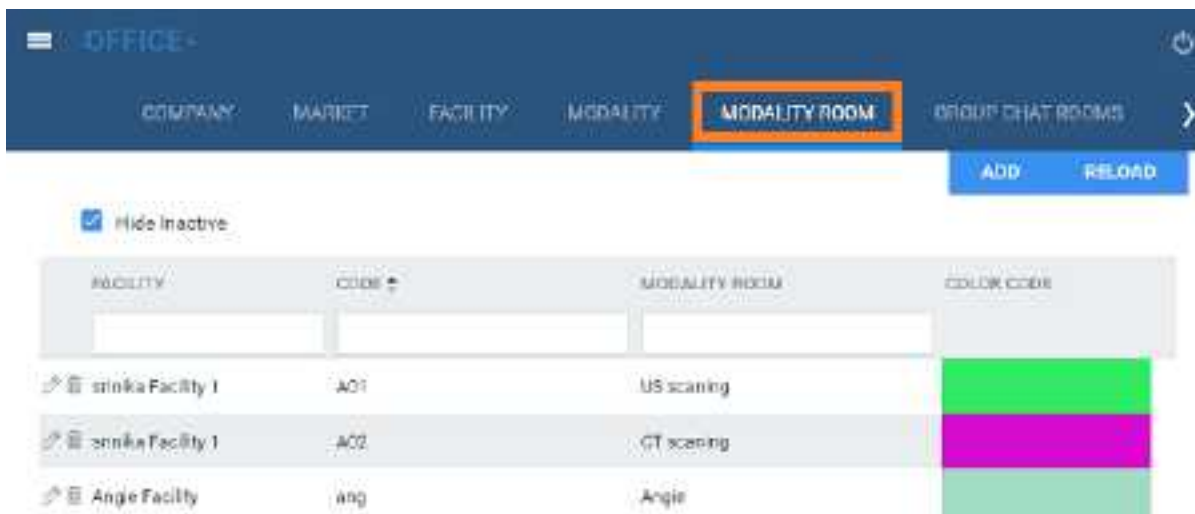 OFFICE
COMPANY MARKET FACILITY MODALITY MODALITY ROOM GROUP CHAT ROOMS
ADD RELOAD
Hide Inactive
FACILITY CODE MODALITY ROOM COLOR CODE
srinika Facility 1 A01 US scaning
srinika Facility 1 A02 CT scaning
Angie Facility ang Angie